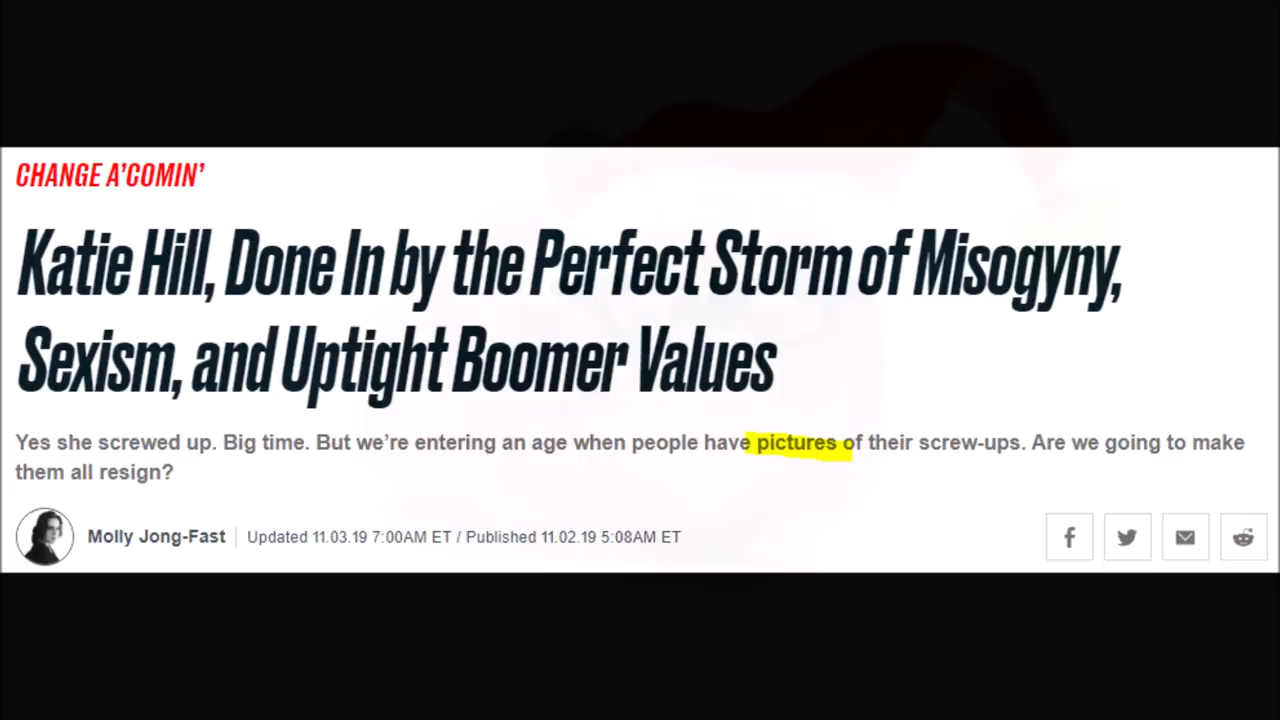 CHANGE A'COMIN'
Katie Hill, Done In by the Perfect Storm of Misogyny,
Sexism, and Uptight Boomer Values
Yes she screwed up. Big time. But we're entering an age when people have pictures of their screw-ups. Are we going to make
them all resign?
Molly Jong-Fast | Updated 11.03.19 7:00AM ET / Published 11.02.19 5:08AM ET